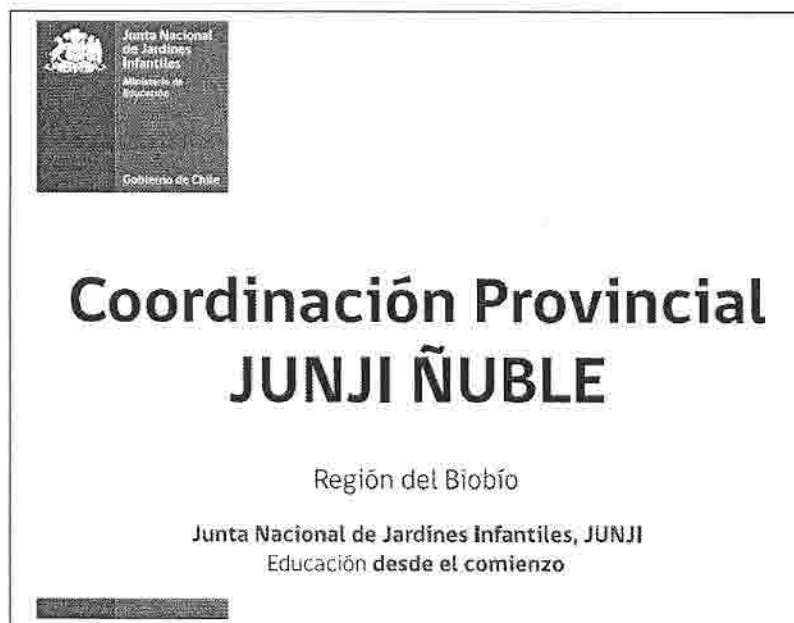 Junta Nacional
de Jardines
Infantiles
Ministerio de
Educación
Gobierno de Chile
Coordinación Provincial
JUNJI ÑUBLE
Región del Biobío
Junta Nacional de Jardines Infantiles, JUNJI
Educación desde el comienzo